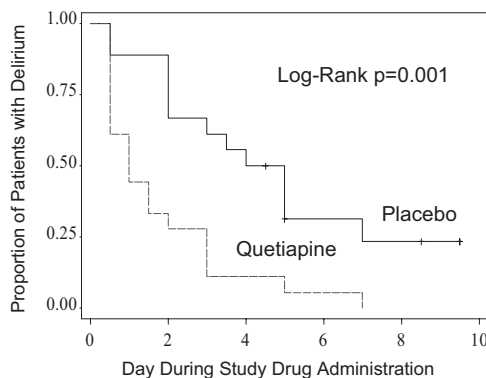 Proportion of Patients with Delirium
1.00
0.75
0.50
0.25
0.00
Log-Rank p=0.001
Placebo
Quetiapine
0 2 4 6 8 10
Day During Study Drug Administration